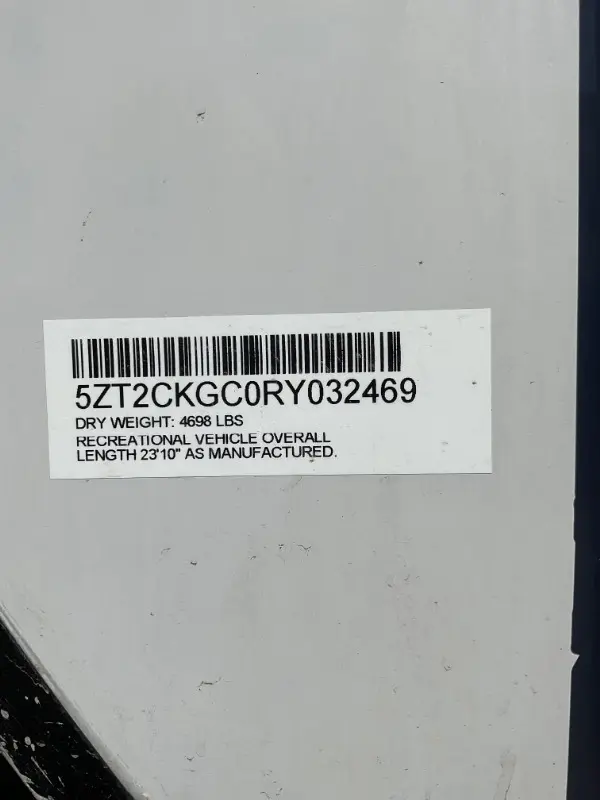 5ZT2CKGC0RY032469
DRY WEIGHT: 4698 LBS
RECREATIONAL VEHICLE OVERALL
LENGTH 23'10" AS MANUFACTURED.